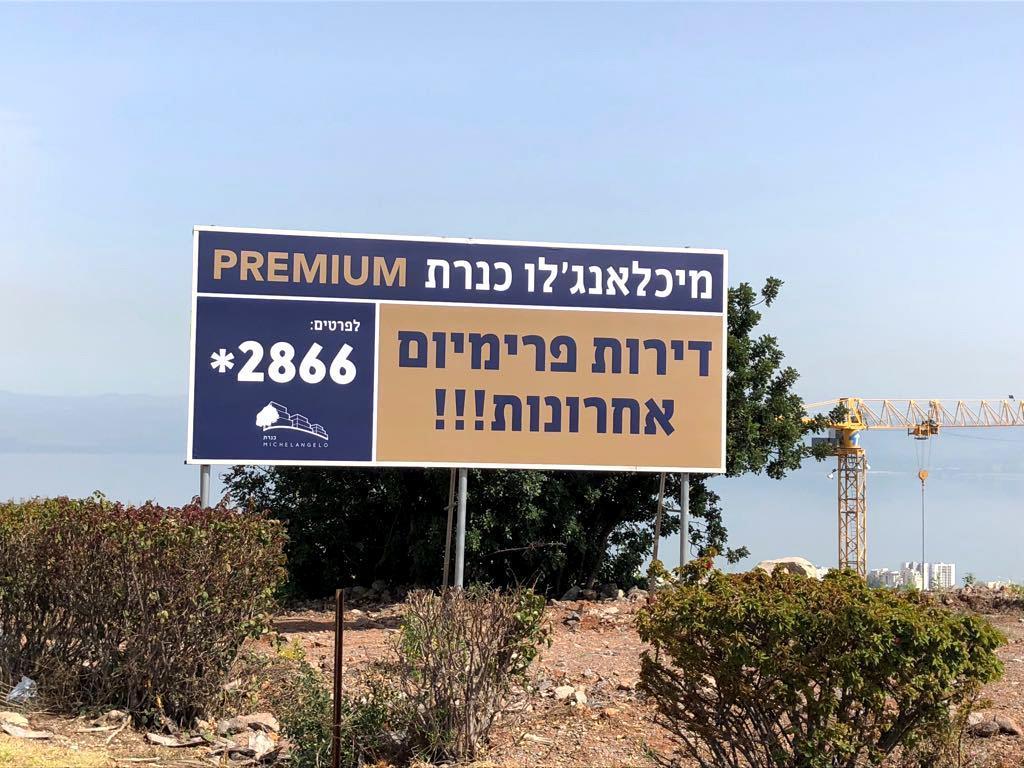 מיכלאנג'לו כנרת PREMIUM
דירות פרימיום
אחרונות!!!
לפרטים:
*2866
כנרת
MICHELANGELO